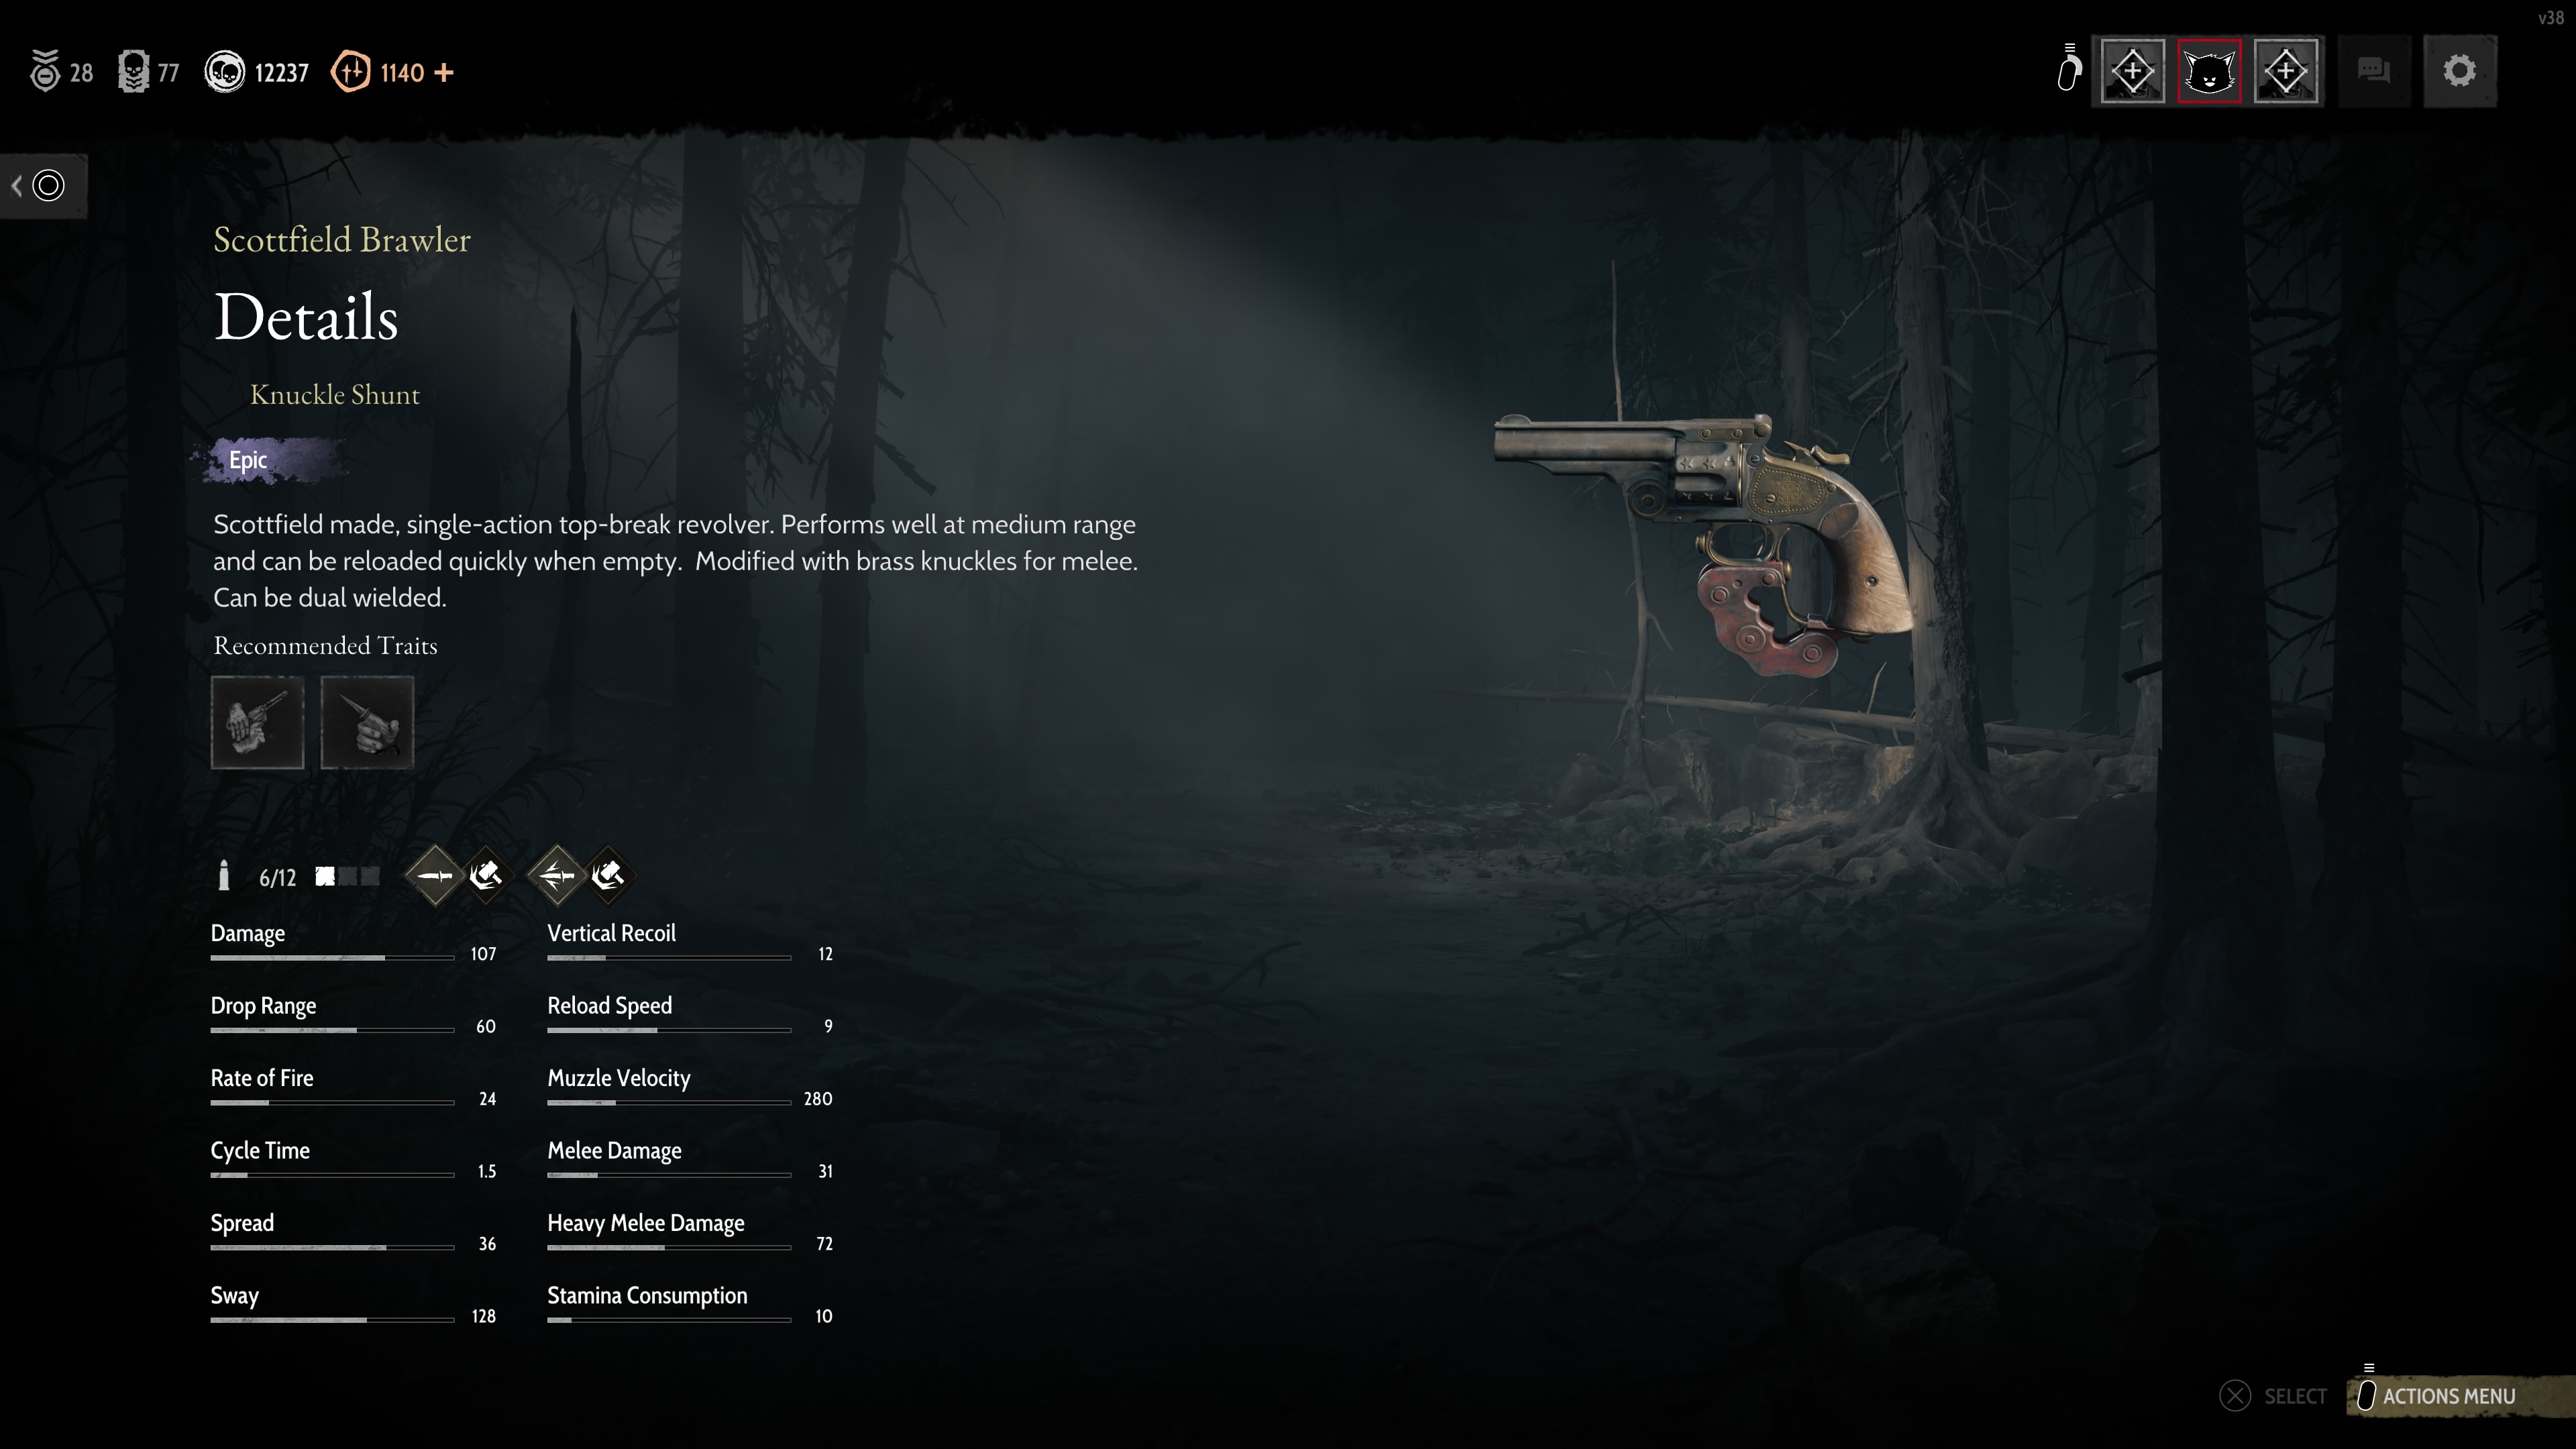 v38
28 77 12237 1140 +
Scottfield Brawler
Details
Knuckle Shunt
Epic
Scottfield made, single-action top-break revolver. Performs well at medium range
and can be reloaded quickly when empty.  Modified with brass knuckles for melee.
Can be dual wielded.
Recommended Traits
6/12
Damage 107
Drop Range 60
Rate of Fire 24
Cycle Time 1.5
Spread 36
Sway 128
Vertical Recoil 12
Reload Speed 9
Muzzle Velocity 280
Melee Damage 31
Heavy Melee Damage 72
Stamina Consumption 10
SELECT ACTIONS MENU